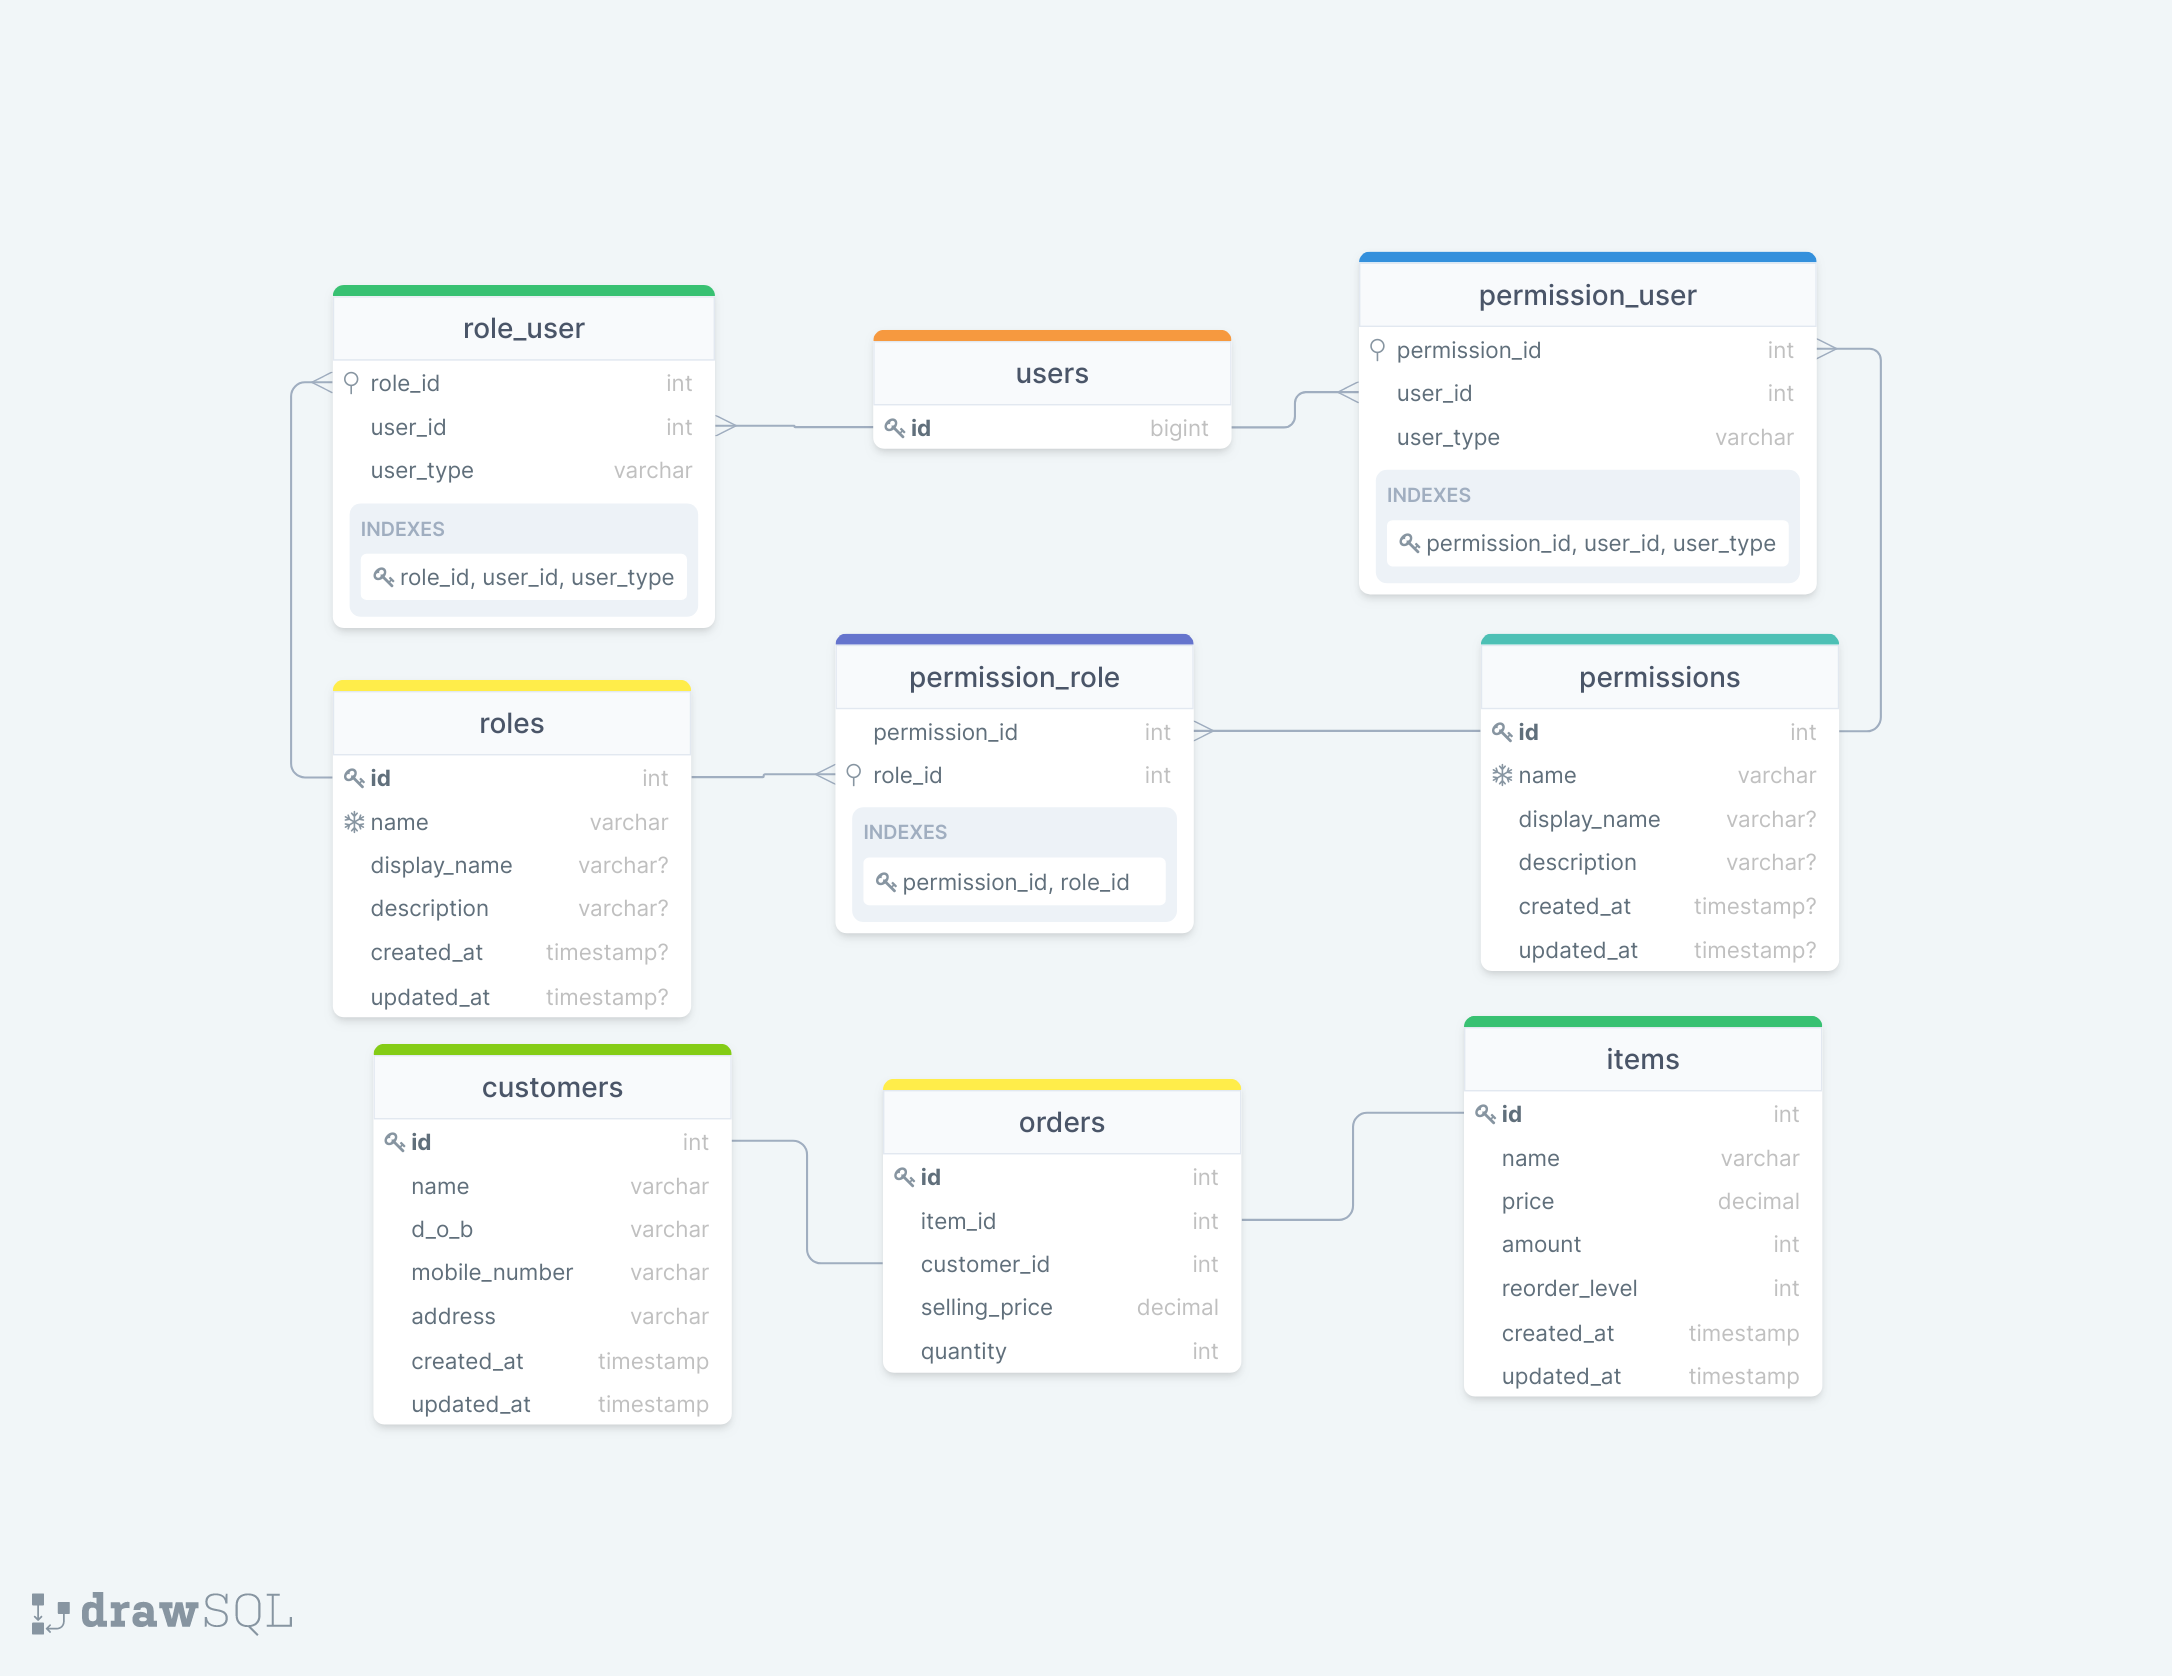 role_user
role_id int
user_id int
user_type varchar
INDEXES
role_id, user_id, user_type
users
id bigint
permission_user
permission_id int
user_id int
user_type varchar
INDEXES
permission_id, user_id, user_type
roles
id int
name varchar
display_name varchar?
description varchar?
created_at timestamp?
updated_at timestamp?
permission_role
permission_id int
role_id int
INDEXES
permission_id, role_id
permissions
id int
name varchar
display_name varchar?
description varchar?
created_at timestamp?
updated_at timestamp?
customers
id int
name varchar
d_o_b varchar
mobile_number varchar
address varchar
created_at timestamp
updated_at timestamp
orders
id int
item_id int
customer_id int
selling_price decimal
quantity int
items
id int
name varchar
price decimal
amount int
reorder_level int
created_at timestamp
updated_at timestamp
drawSQL